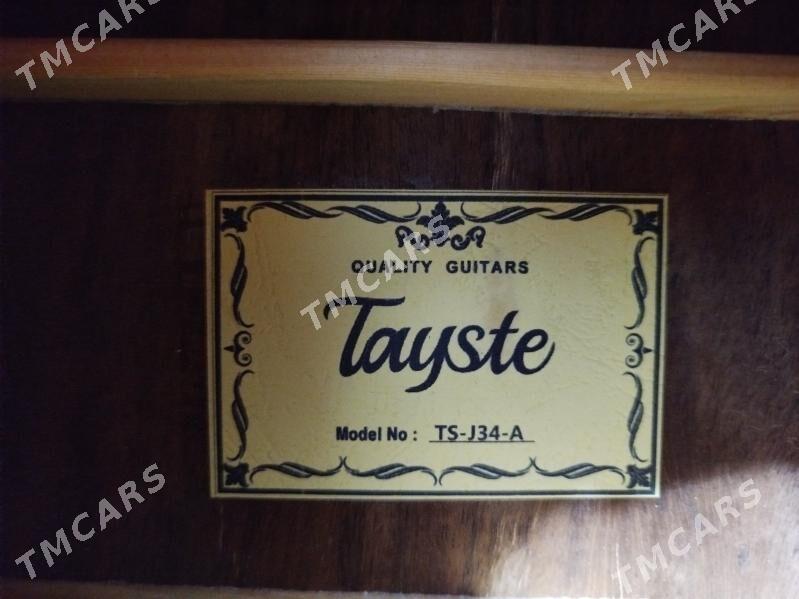 TMCARS
TMCARS
QUALITY GUITARS
TMCARS
Tayste
Model No : TS-J34-A
TMCARS
TMCARS